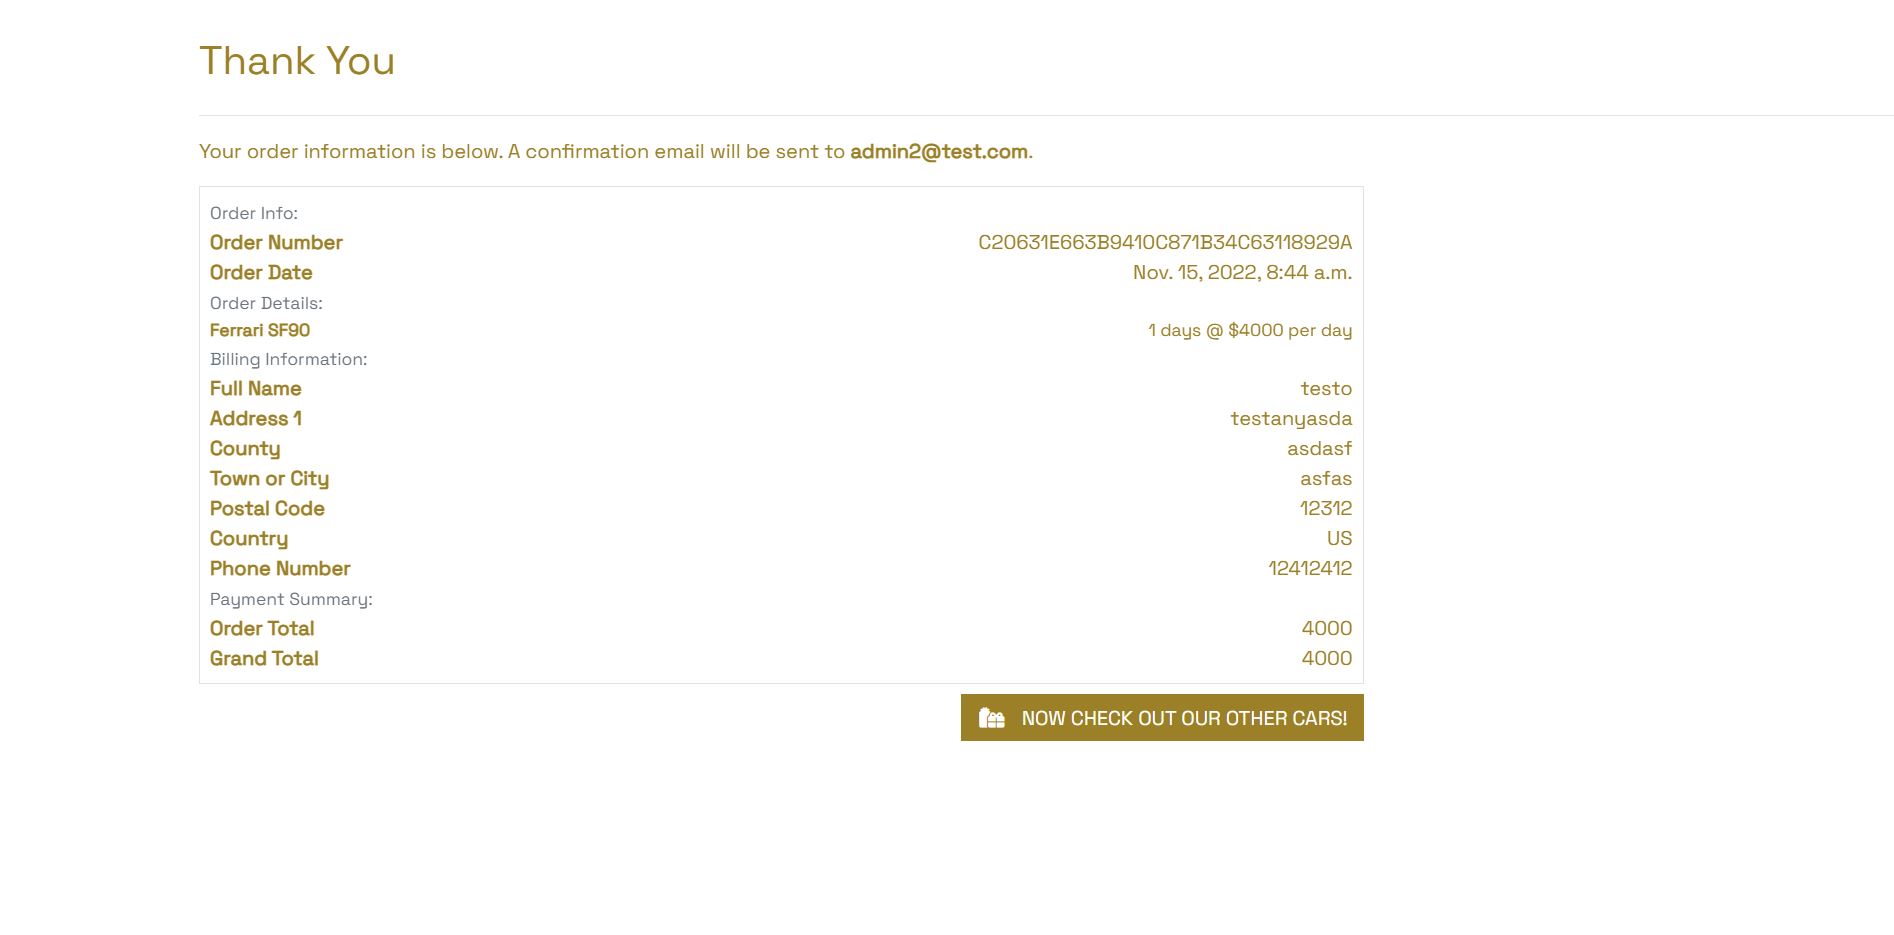 Thank You
Your order information is below. A confirmation email will be sent to admin2@test.com.
Order Info:
Order Number C20631E663B9410C871B34C63118929A
Order Date Nov. 15, 2022, 8:44 a.m.
Order Details:
Ferrari SF90 1 days @ $4000 per day
Billing Information:
Full Name testo
Address 1 testanyasda
County asdasf
Town or City asfas
Postal Code 12312
Country US
Phone Number 12412412
Payment Summary:
Order Total 4000
Grand Total 4000
NOW CHECK OUT OUR OTHER CARS!